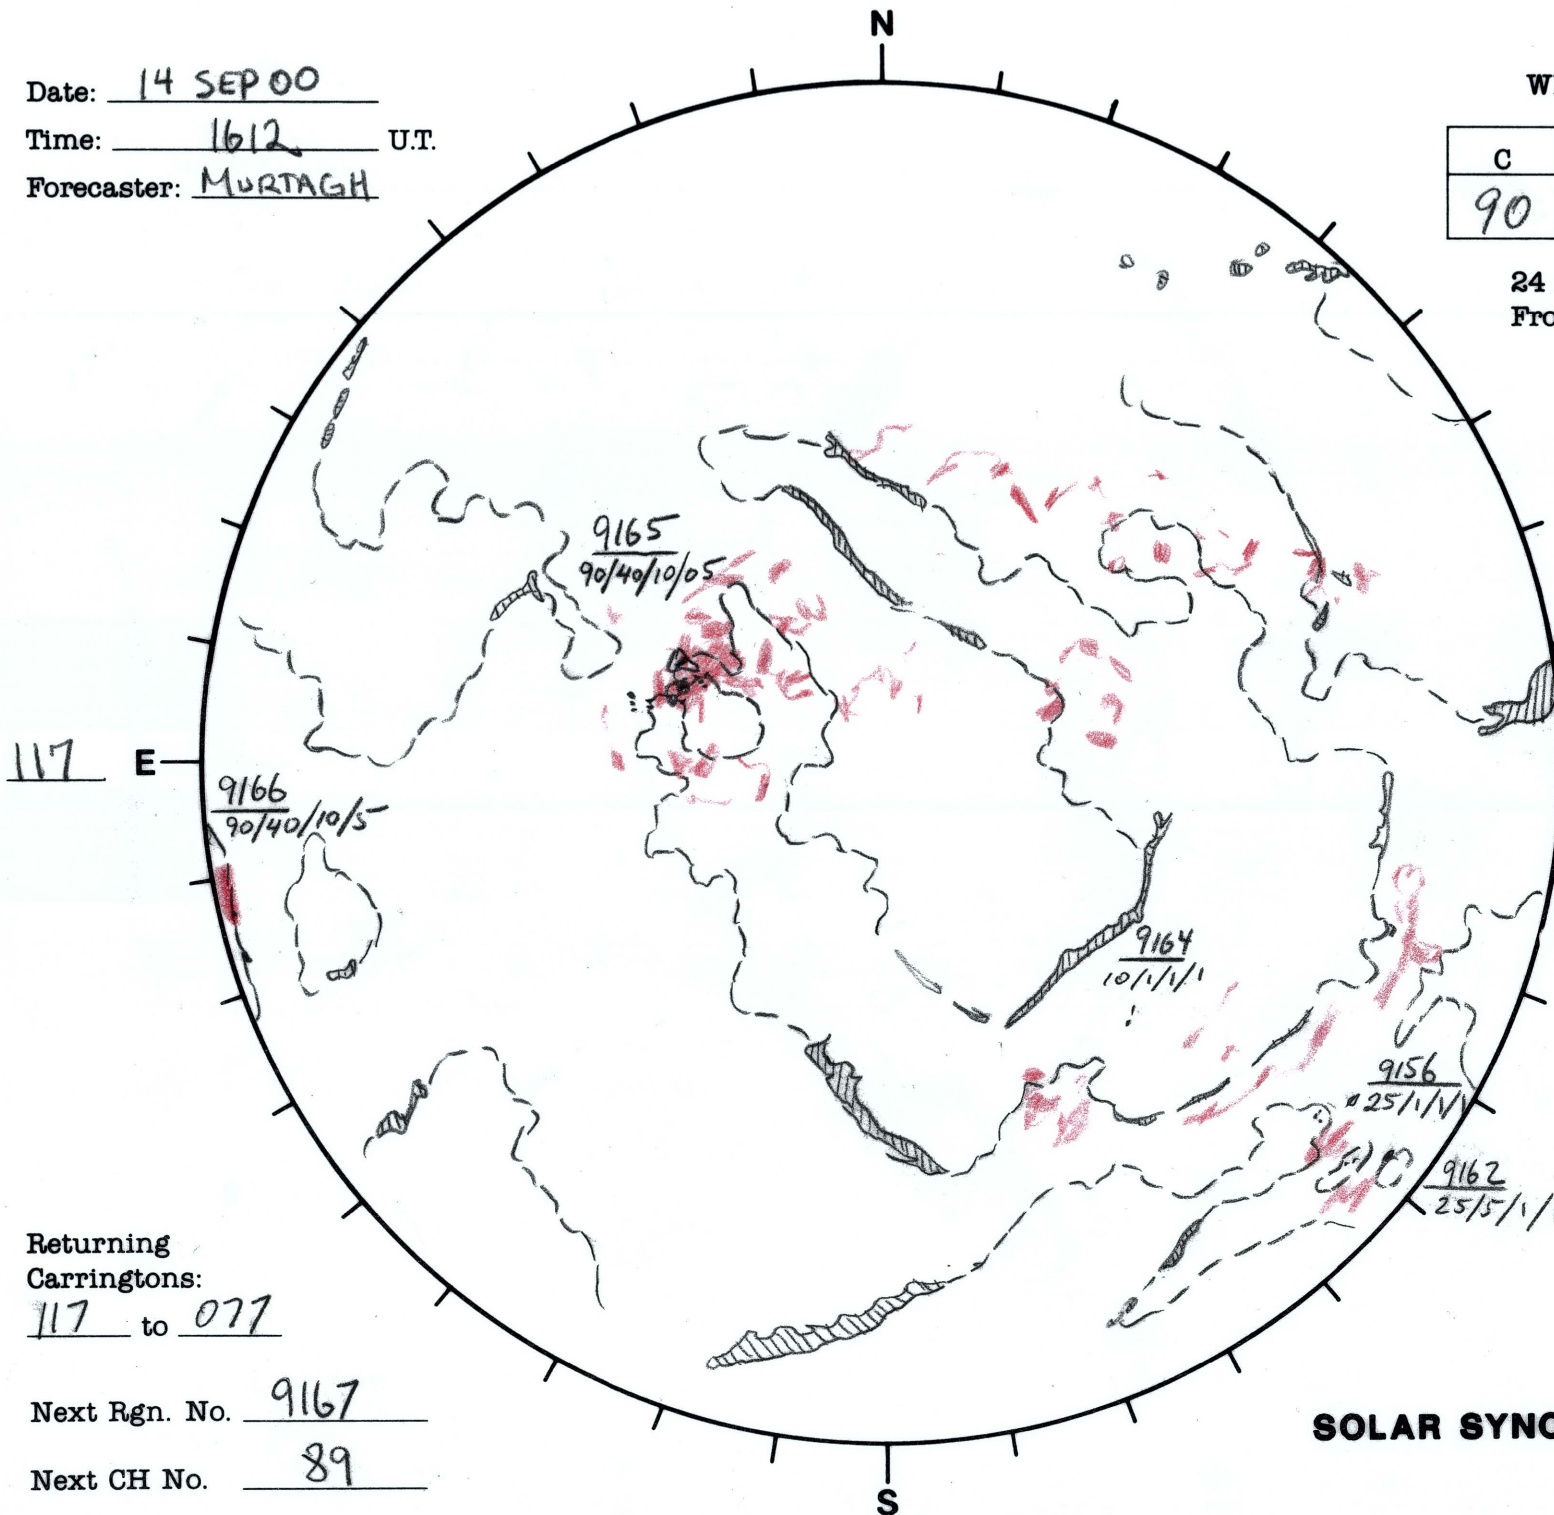 N
Date: 14 SEP 00
Time: 1612 U.T.
Forecaster: MURTAGH
C
90
24
9165
90/40/10/05
117 E
9166
90/40/10/5
9164
10/1/1/1
9156
25/1/1/1
9162
25/5/1/
Returning
Carringtons:
117 to 077
Next Rgn. No. 9167
Next CH No. 89
SOLAR SYNO
S